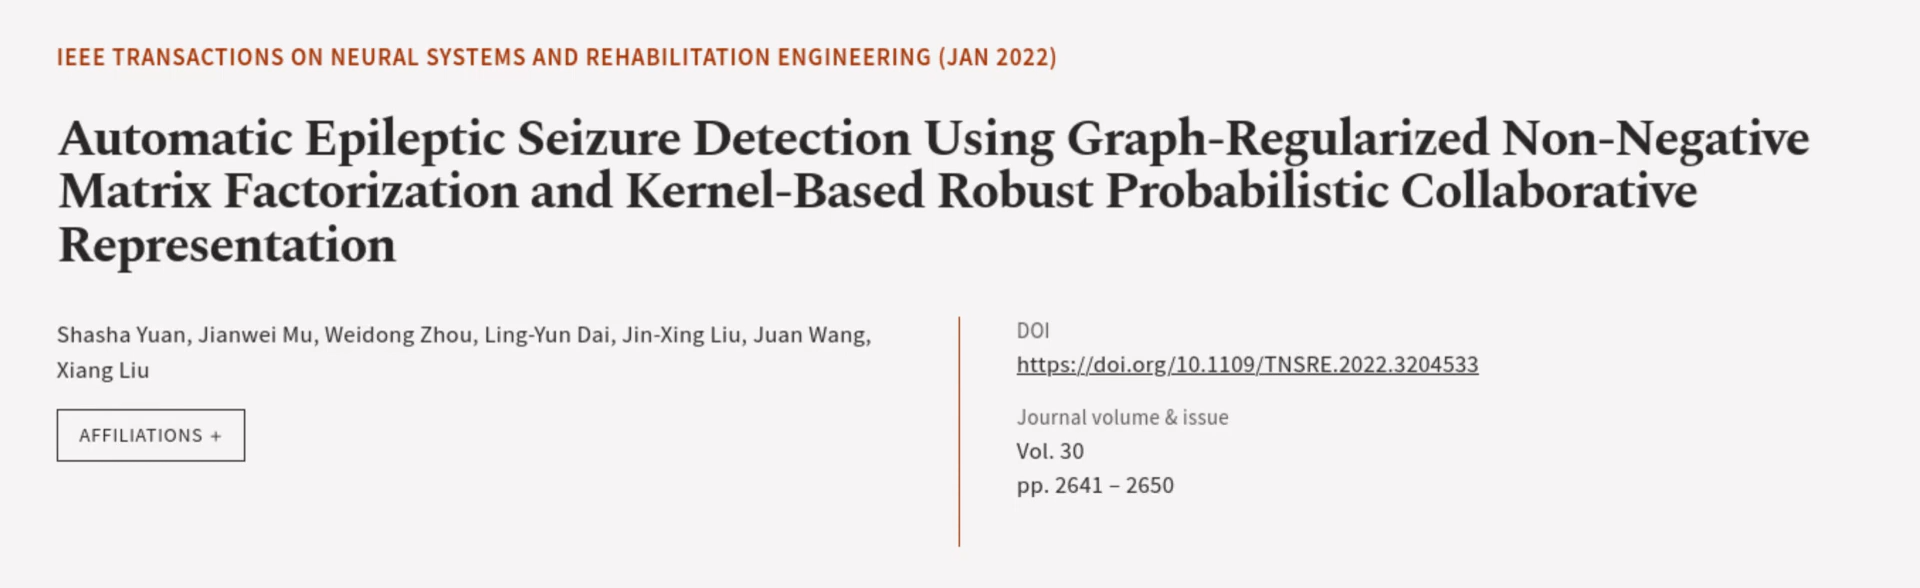 IEEE TRANSACTIONS ON NEURAL SYSTEMS AND REHABILITATION ENGINEERING (JAN 2022)
Automatic Epileptic Seizure Detection Using Graph-Regularized Non-Negative
Matrix Factorization and Kernel-Based Robust Probabilistic Collaborative
Representation
Shasha Yuan, Jianwei Mu, Weidong Zhou, Ling-Yun Dai, Jin-Xing Liu, Juan Wang,
Xiang Liu
AFFILIATIONS +
DOI
https://doi.org/10.1109/TNSRE.2022.3204533
Journal volume & issue
Vol. 30
pp. 2641 – 2650